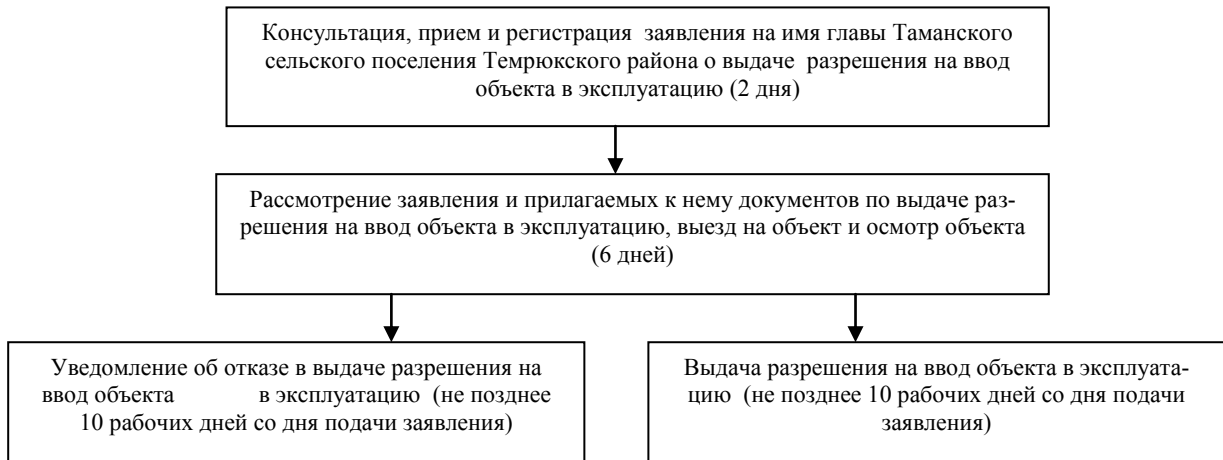 Консультация, прием и регистрация заявления на имя главы Таманского
сельского поселения Темрюкского района о выдаче разрешения на ввод
объекта в эксплуатацию (2 дня)
Рассмотрение заявления и прилагаемых к нему документов по выдаче раз-
решения на ввод объекта в эксплуатацию, выезд на объект и осмотр объекта
(6 дней)
Уведомление об отказе в выдаче разрешения на
ввод объекта в эксплуатацию (не позднее
10 рабочих дней со дня подачи заявления)
Выдача разрешения на ввод объекта в эксплуата-
цию (не позднее 10 рабочих дней со дня подачи
заявления)